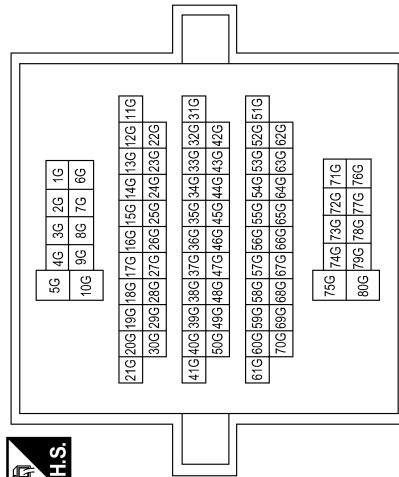 H.S.
5G 4G 3G 2G 1G
10G 9G 8G 7G 6G
21G 20G 19G 18G 17G 16G 15G 14G 13G 12G 11G
30G 29G 28G 27G 26G 25G 24G 23G 22G
41G 40G 39G 38G 37G 36G 35G 34G 33G 32G 31G
50G 49G 48G 47G 46G 45G 44G 43G 42G
61G 60G 59G 58G 57G 56G 55G 54G 53G 52G 51G
70G 69G 68G 67G 66G 65G 64G 63G 62G
75G 74G 73G 72G 71G
80G 79G 78G 77G 76G